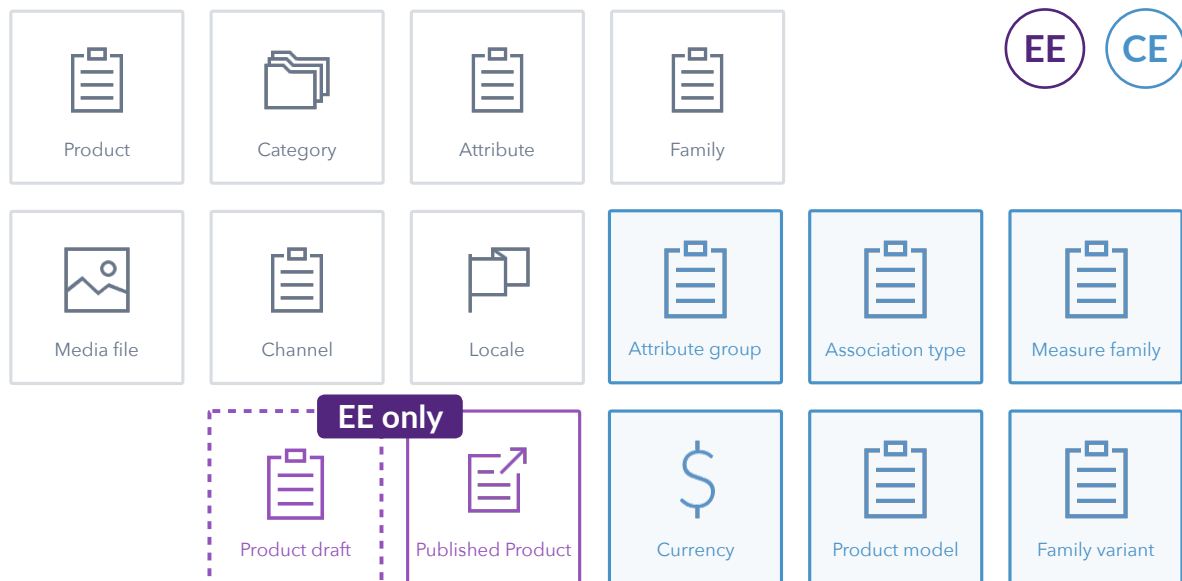 EE
CE
Product
Category
Attribute
Family
Media file
Channel
Locale
Attribute group
Association type
Measure family
EE only
Product draft
Published Product
Currency
Product model
Family variant